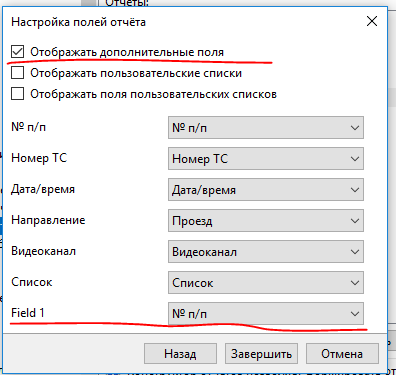 Отчеты:
Настройка полей отчёта
Отображать дополнительные поля
Отображать пользовательские списки
Отображать поля пользовательских списков
№ п/п № п/п
Номер ТС Номер ТС
Дата/время Дата/время
Направление Проезд
Видеоканал Видеоканал
Список Список
Field 1 № п/п
Назад Завершить Отмена